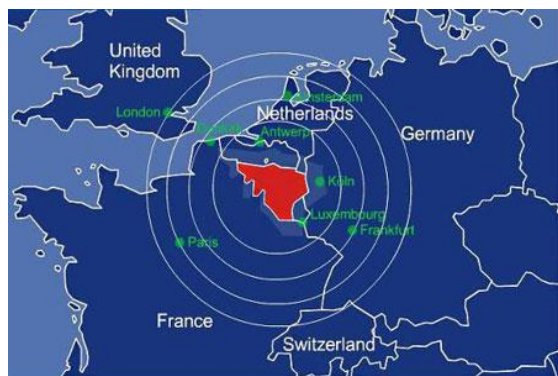 United
Kingdom
London
Amsterdam
Netherlands
Antwerp
Germany
Köln
Luxembourg
Frankfurt
Paris
France
Switzerland